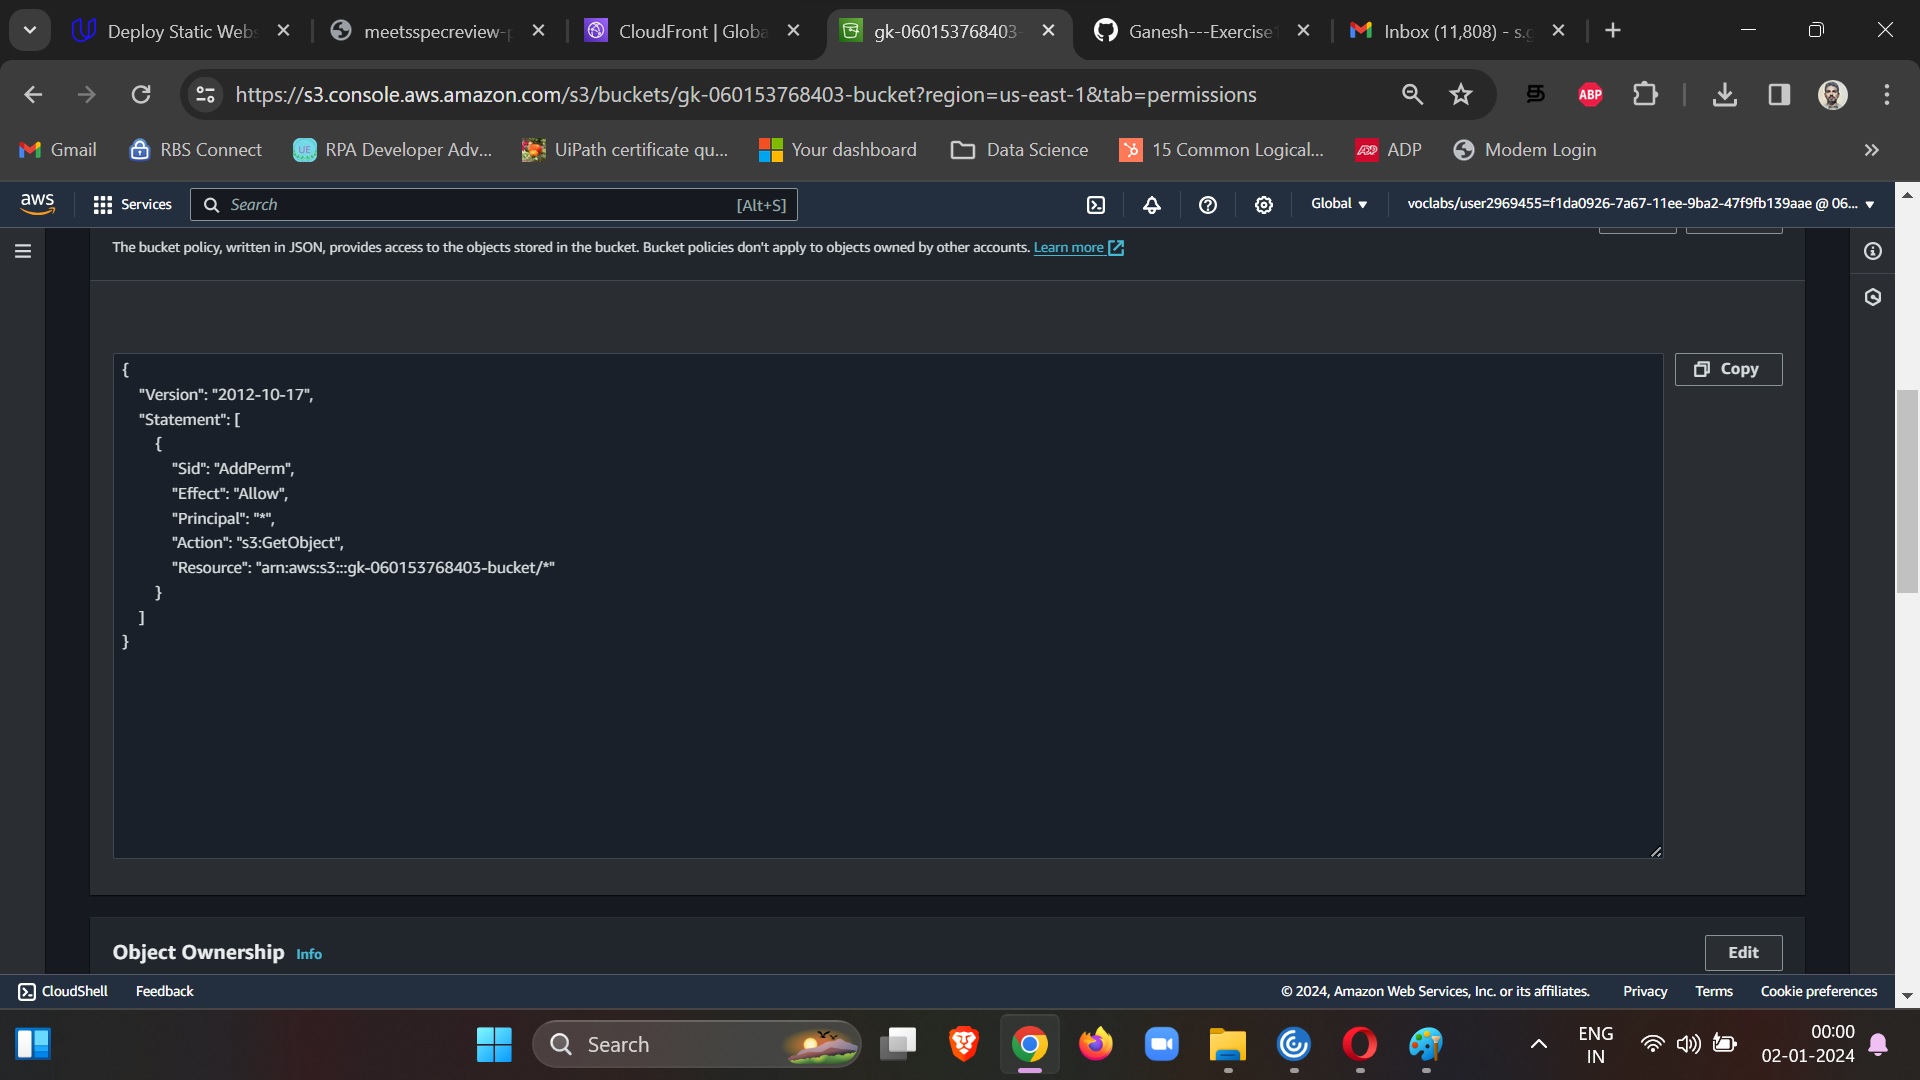 Deploy Static Webs
meetsspecreview-p
CloudFront | Globa
gk-060153768403-
Ganesh---Exercise1
Inbox (11,808) - s.g
https://s3.console.aws.amazon.com/s3/buckets/gk-060153768403-bucket?region=us-east-1&tab=permissions
ABP
Gmail
RBS Connect
UE
RPA Developer Adv...
UiPath certificate qu...
Your dashboard
Data Science
15 Common Logical...
ADP
Modem Login
aws
Services
Search
[Alt+S]
Global
voclabs/user2969455=f1da0926-7a67-11ee-9ba2-47f9fb139aae @ 06...
The bucket policy, written in JSON, provides access to the objects stored in the bucket. Bucket policies don't apply to objects owned by other accounts. Learn more
Copy
{
"Version": "2012-10-17",
"Statement": [
{
"Sid": "AddPerm",
"Effect": "Allow",
"Principal": "*",
"Action": "s3:GetObject",
"Resource": "arn:aws:s3:::gk-060153768403-bucket/*"
}
]
}
Object Ownership Info
Edit
CloudShell
Feedback
© 2024, Amazon Web Services, Inc. or its affiliates.
Privacy
Terms
Cookie preferences
Search
ENG
IN
00:00
02-01-2024